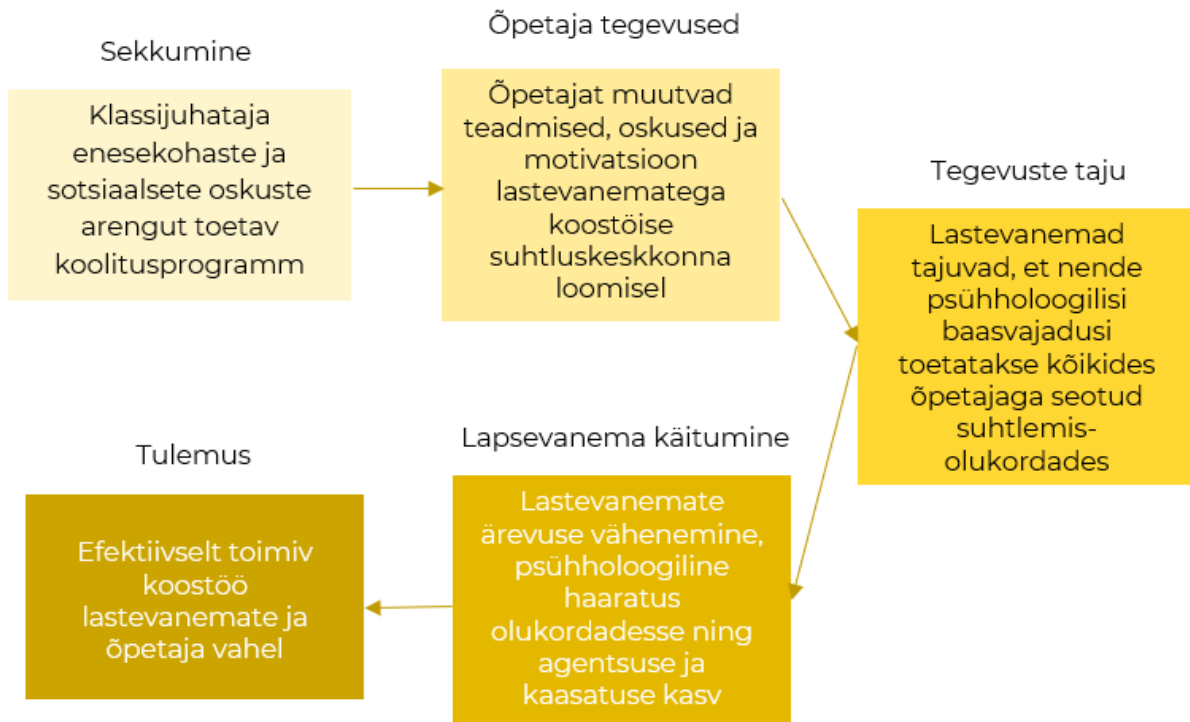 Sekkumine
Klassijuhataja
enesekohaste ja
sotsiaalsete oskuste
arengut toetav
koolitusprogramm
Õpetaja tegevused
Õpetajat muutvad
teadmised, oskused ja
motivatsioon
lastevanematega
koostöise
suhtluskeskkonna
loomisel
Tegevuste taju
Lastevanemad
tajuvad, et nende
psühholoogilisi
baasvajadusi
toetatakse kõikides
õpetajaga seotud
suhtlemis-
olukordades
Lapsevanema käitumine
Lastevanemate
ärevuse vähenemine,
psühholoogiline
haaratus
olukordadesse ning
agentsuse ja
kaasatuse kasv
Tulemus
Efektiivselt toimiv
koostöö
lastevanemate ja
õpetaja vahel